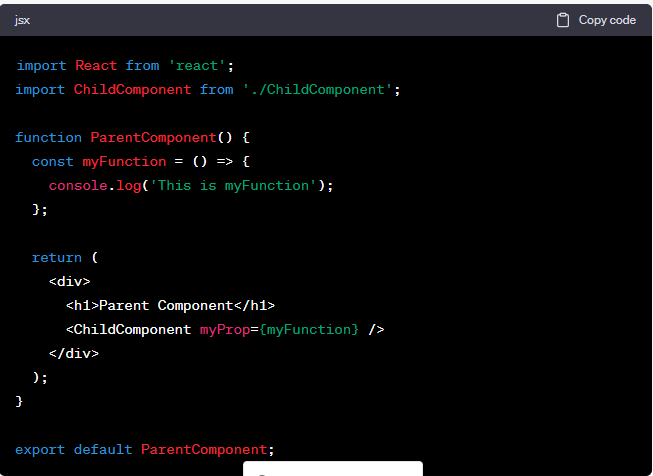 jsx Copy code
import React from 'react';
import ChildComponent from './ChildComponent';
function ParentComponent() {
const myFunction = () => {
console.log('This is myFunction');
};
return (
<div>
<h1>Parent Component</h1>
<ChildComponent myProp={myFunction} />
</div>
);
}
export default ParentComponent;